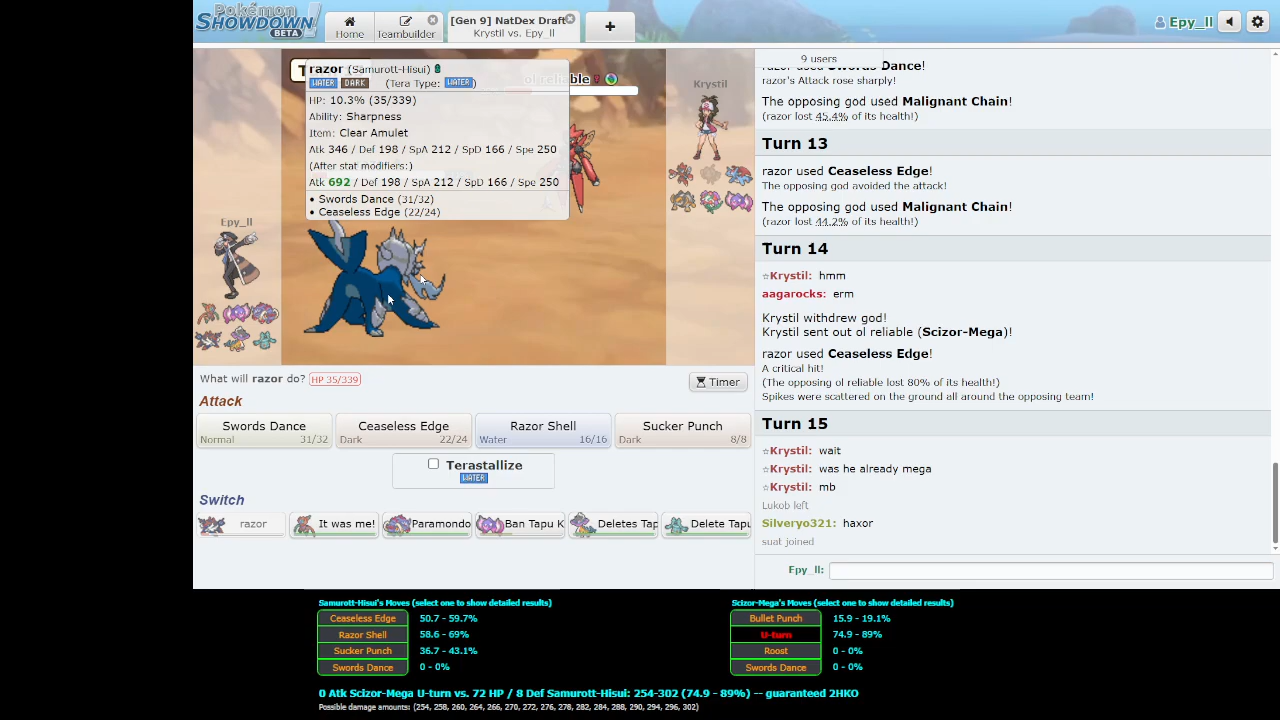 Pokémon
SHOWDOWN!
BETA
Home
Teambuilder
[Gen 9] NatDex Draft
Krystil vs. Epy_ll
+
Epy_ll
razor (Samurott-Hisui)
WATER DARK (Tera Type: WATER)
HP: 10.3% (35/339)
Ability: Sharpness
Item: Clear Amulet
Atk 346 / Def 198 / SpA 212 / SpD 166 / Spe 250
(After stat modifiers:)
Atk 692 / Def 198 / SpA 212 / SpD 166 / Spe 250
• Swords Dance (31/32)
• Ceaseless Edge (22/24)
ol reliable
Krystil
Epy_ll
9 users
razor used Swords Dance!
razor's Attack rose sharply!
The opposing god used Malignant Chain!
(razor lost 45.4% of its health!)
Turn 13
razor used Ceaseless Edge!
The opposing god avoided the attack!
The opposing god used Malignant Chain!
(razor lost 44.2% of its health!)
Turn 14
☆Krystil: hmm
aagarocks: erm
Krystil withdrew god!
Krystil sent out ol reliable (Scizor-Mega)!
razor used Ceaseless Edge!
A critical hit!
(The opposing ol reliable lost 80% of its health!)
Spikes were scattered on the ground all around the opposing team!
Turn 15
☆Krystil: wait
☆Krystil: was he already mega
☆Krystil: mb
Lukob left
Silveryo321: haxor
suat joined
Epy_ll:
What will razor do? HP 35/339
Timer
Attack
Swords Dance
Normal 31/32
Ceaseless Edge
Dark 22/24
Razor Shell
Water 16/16
Sucker Punch
Dark 8/8
Terastallize
WATER
Switch
razor
It was me!
Paramondo
Ban Tapu K
Deletes Tap
Delete Tapu
Samurott-Hisui's Moves (select one to show detailed results)
Ceaseless Edge 50.7 - 59.7%
Razor Shell 58.6 - 69%
Sucker Punch 36.7 - 43.1%
Swords Dance 0 - 0%
Scizor-Mega's Moves (select one to show detailed results)
Bullet Punch 15.9 - 19.1%
U-turn 74.9 - 89%
Roost 0 - 0%
Swords Dance 0 - 0%
0 Atk Scizor-Mega U-turn vs. 72 HP / 8 Def Samurott-Hisui: 254-302 (74.9 - 89%) -- guaranteed 2HKO
Possible damage amounts: (254, 258, 260, 264, 266, 270, 272, 276, 278, 282, 284, 288, 290, 294, 296, 302)